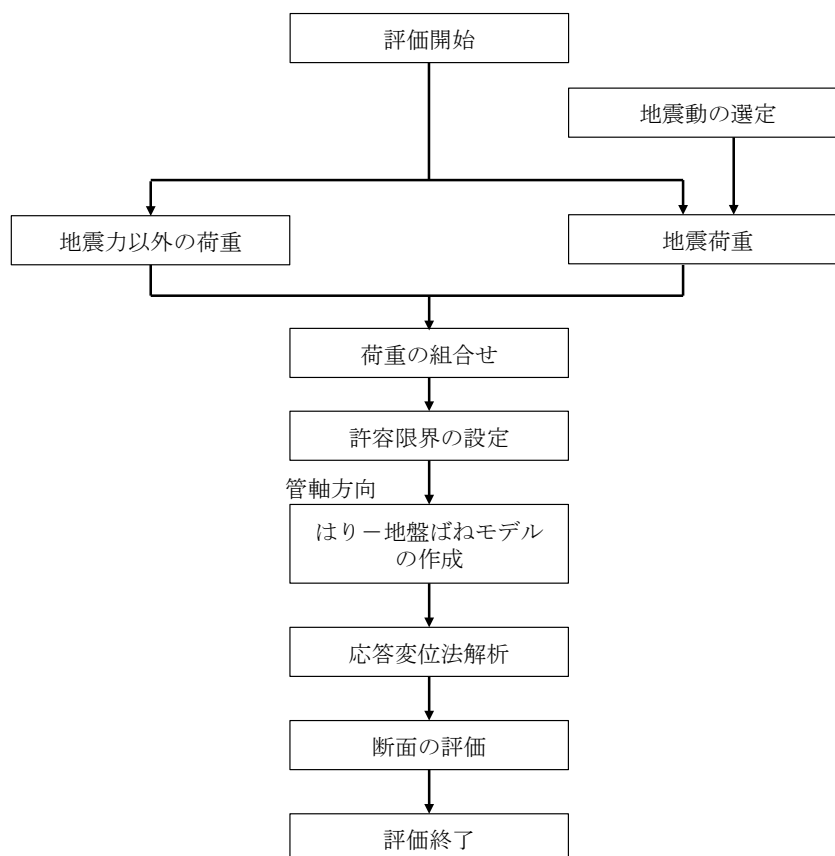 評価開始
地震動の選定
地震力以外の荷重
地震荷重
荷重の組合せ
許容限界の設定
管軸方向
はり－地盤ばねモデル
の作成
応答変位法解析
断面の評価
評価終了